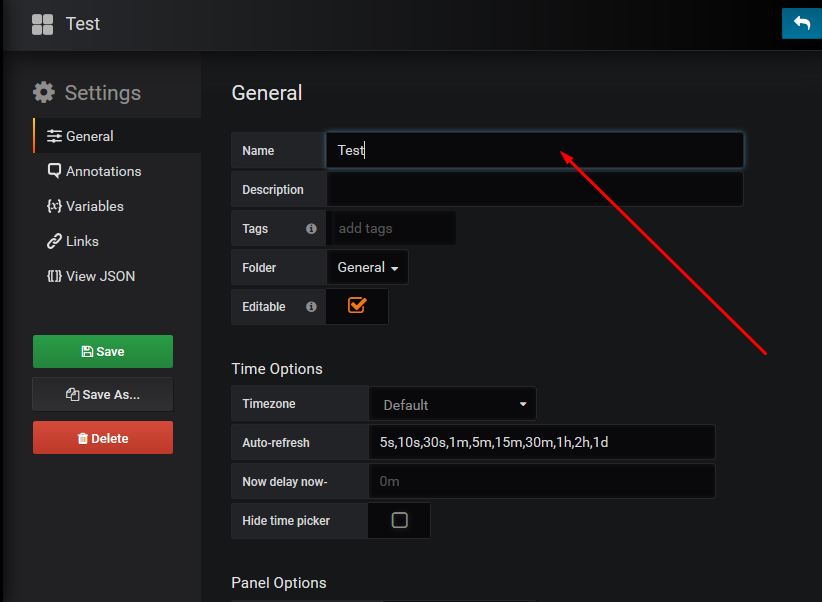 Test
Settings
General
Annotations
{x} Variables
Links
View JSON
Save
Save As...
Delete
General
Name Test
Description
Tags add tags
Folder General
Editable
Time Options
Timezone Default
Auto-refresh 5s,10s,30s,1m,5m,15m,30m,1h,2h,1d
Now delay now- 0m
Hide time picker
Panel Options